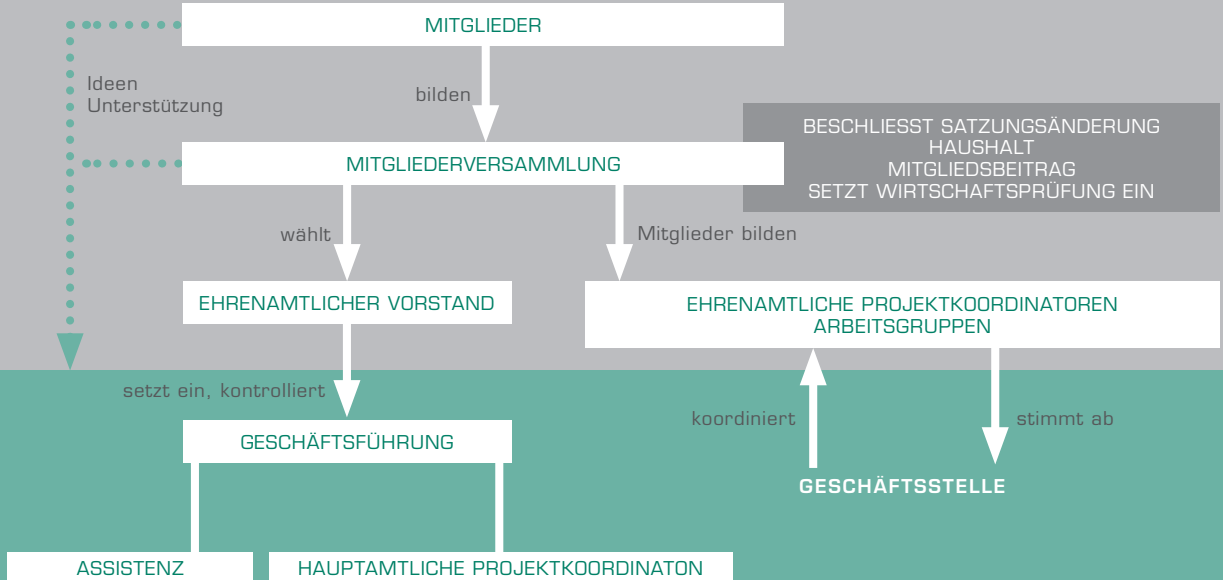 MITGLIEDER
Ideen
Unterstützung
bilden
BESCHLIESST SATZUNGSÄNDERUNG
HAUSHALT
MITGLIEDSBEITRAG
SETZT WIRTSCHAFTSPRÜFUNG EIN
MITGLIEDERVERSAMMLUNG
wählt
Mitglieder bilden
EHRENAMTLICHER VORSTAND
EHRENAMTLICHE PROJEKTKOORDINATOREN
ARBEITSGRUPPEN
setzt ein, kontrolliert
koordiniert
stimmt ab
GESCHÄFTSFÜHRUNG
GESCHÄFTSSTELLE
ASSISTENZ
HAUPTAMTLICHE PROJEKTKOORDINATON